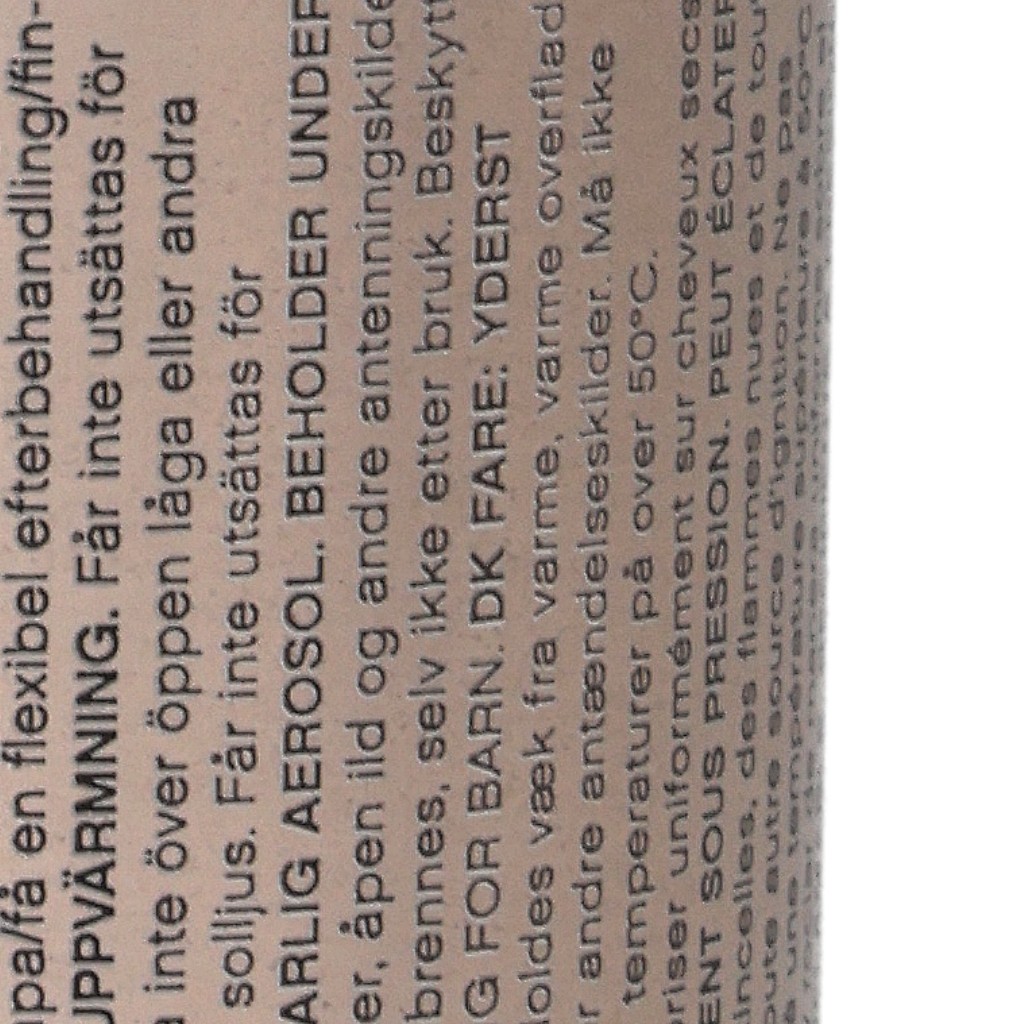 pa/få en flexibel efterbehandling/fin-
UPPVÄRMNING. Får inte utsättas för
inte över öppen låga eller andra
solljus. Får inte utsättas för
ARLIG AEROSOL. BEHOLDER UNDER
er, åpen ild og andre antenningskilde
brennes, selv ikke etter bruk. Beskytt
G FOR BARN. DK FARE: YDERST
oldes væk fra varme, varme overflad
r andre antændelseskilder. Må ikke
temperaturer på over 50°C.
riser uniformément sur cheveux secs
ENT SOUS PRESSION. PEUT ÉCLATER
incelles, des flammes nues et de tou
oute autre source d'ignition. Ne pas
à une température supérieure à 50°C.